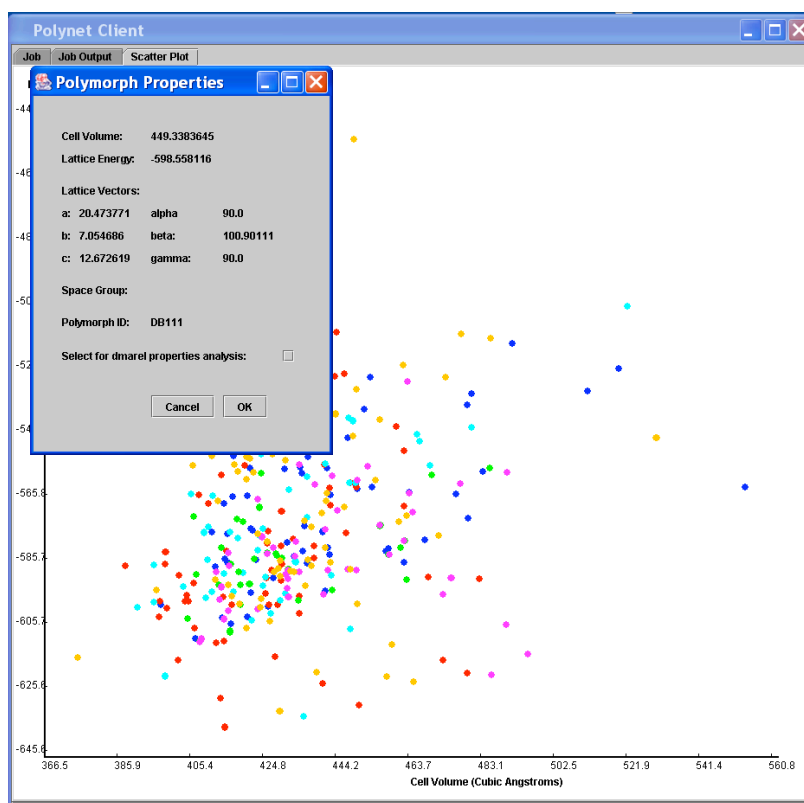 Polynet Client
Job Job Output Scatter Plot
Polymorph Properties
Cell Volume: 449.3383645
Lattice Energy: -598.558116
Lattice Vectors:
a: 20.473771 alpha 90.0
b: 7.054686 beta: 100.90111
c: 12.672619 gamma: 90.0
Space Group:
Polymorph ID: DB111
Select for dmarel properties analysis:
Cancel OK
-565.8
-585.7
-605.7
-625.6
-645.6
366.5 385.9 405.4 424.8 444.2 463.7 483.1 502.5 521.9 541.4 560.8
Cell Volume (Cubic Angstroms)